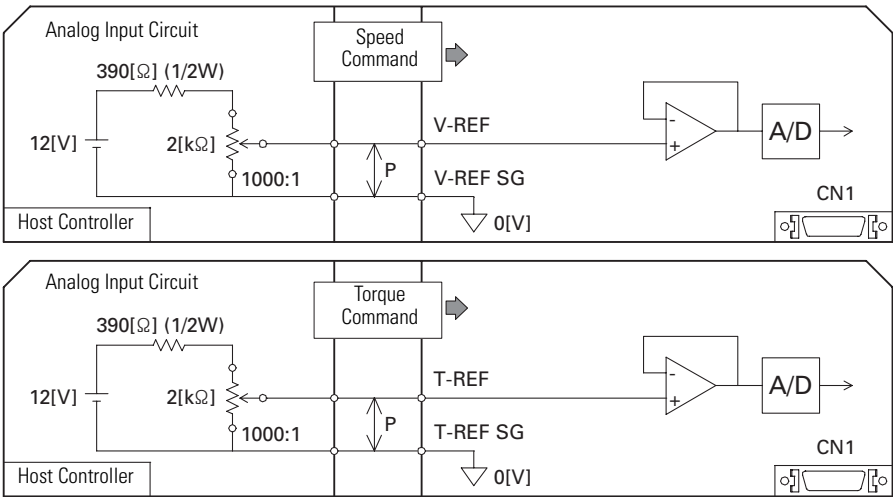 Analog Input Circuit
Speed
Command
390[Ω] (1/2W)
V-REF
12[V]
2[kΩ]
-
+
A/D
P
1000:1
V-REF SG
CN1
Host Controller
0[V]
Analog Input Circuit
Torque
Command
390[Ω] (1/2W)
T-REF
12[V]
2[kΩ]
-
+
A/D
P
1000:1
T-REF SG
CN1
Host Controller
0[V]